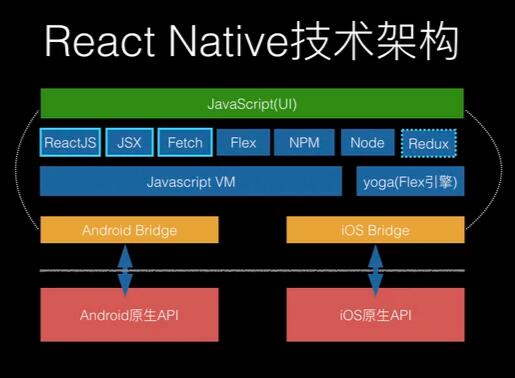 React Native技术架构
JavaScript(UI)
ReactJS
JSX
Fetch
Flex
NPM
Node
Redux
Javascript VM
yoga(Flex引擎)
Android Bridge
iOS Bridge
Android原生API
iOS原生API